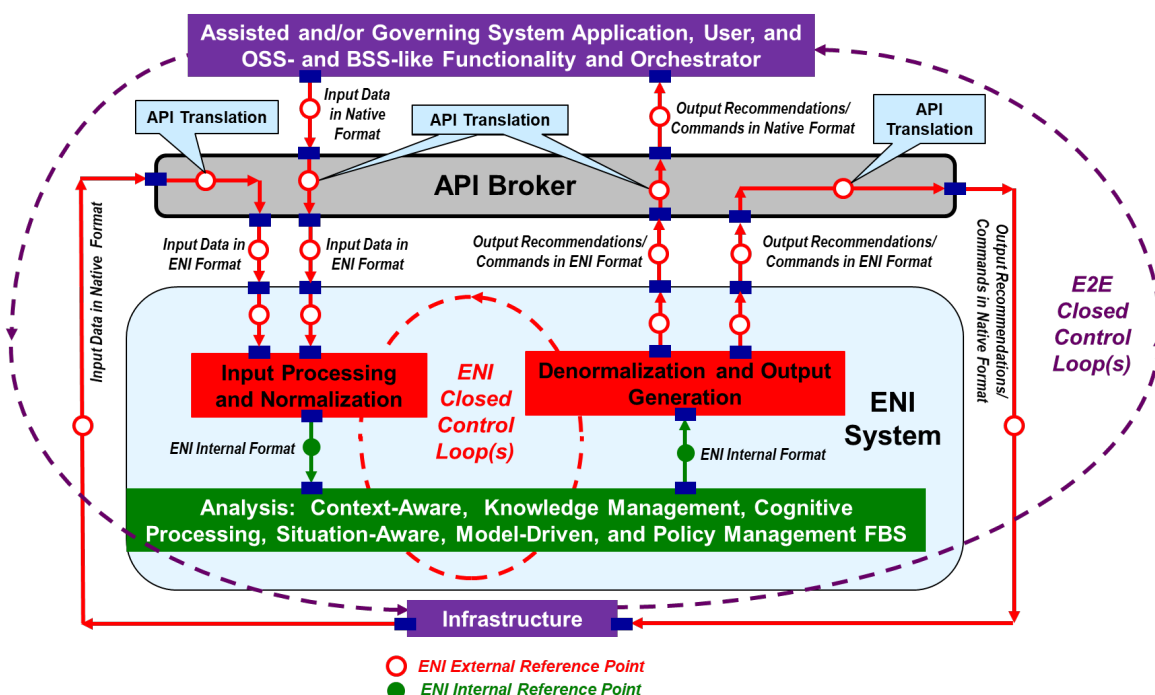 Assisted and/or Governing System Application, User, and
OSS- and BSS-like Functionality and Orchestrator
Input Data
in Native
Format
Output Recommendations/
Commands in Native Format
API Translation
API Translation
API
Translation
API Broker
Input Data in
ENI Format
Input Data in
ENI Format
Output Recommendations/
Commands in ENI Format
Output Recommendations/
Commands in ENI Format
Input Data in Native Format
Output Recommendations/
Commands in Native Format
E2E
Closed
Control
Loop(s)
Input Processing
and Normalization
ENI
Closed
Control
Loop(s)
Denormalization and Output
Generation
ENI
System
ENI Internal Format
ENI Internal Format
Analysis: Context-Aware, Knowledge Management, Cognitive
Processing, Situation-Aware, Model-Driven, and Policy Management FBS
Infrastructure
ENI External Reference Point
ENI Internal Reference Point